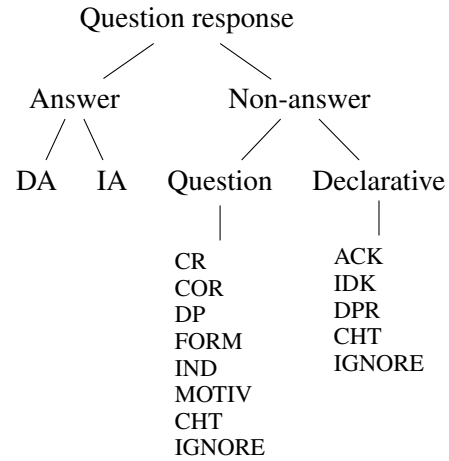 Question response
Answer Non-answer
DA IA Question Declarative
CR
COR
DP
FORM
IND
MOTIV
CHT
IGNORE
ACK
IDK
DPR
CHT
IGNORE